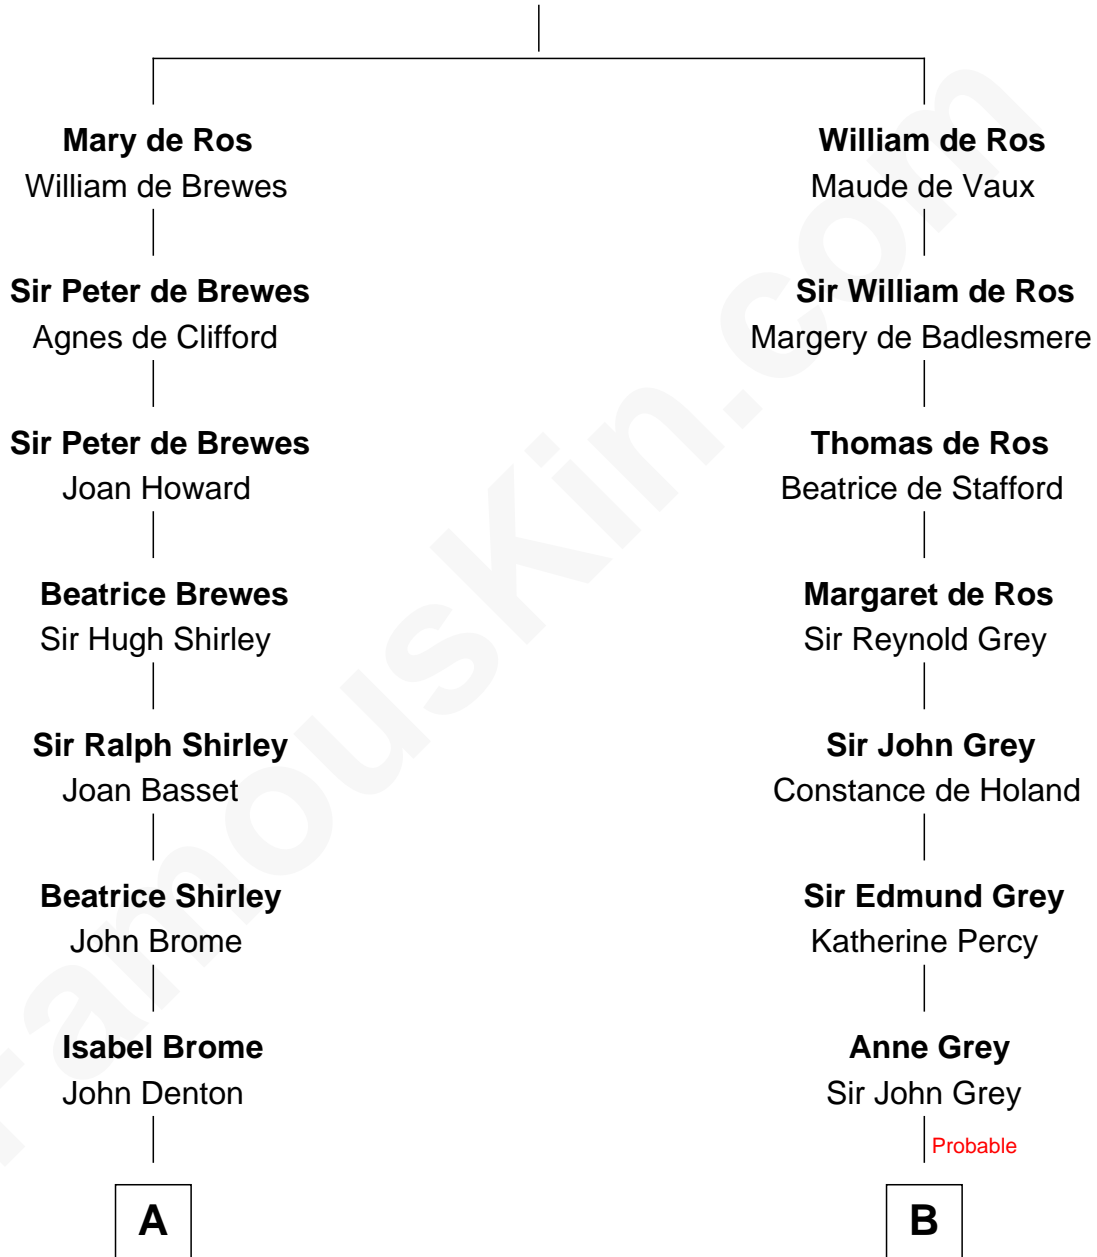 Mary de Ros
William de Brewes
William de Ros
Maude de Vaux
Sir Peter de Brewes
Agnes de Clifford
Sir William de Ros
Margery de Badlesmere
Sir Peter de Brewes
Joan Howard
Thomas de Ros
Beatrice de Stafford
Beatrice Brewes
Sir Hugh Shirley
Margaret de Ros
Sir Reynold Grey
Sir Ralph Shirley
Joan Basset
Sir John Grey
Constance de Holand
Beatrice Shirley
John Brome
Sir Edmund Grey
Katherine Percy
Isabel Brome
John Denton
Anne Grey
Sir John Grey
Probable
A
B
FamousKin.com